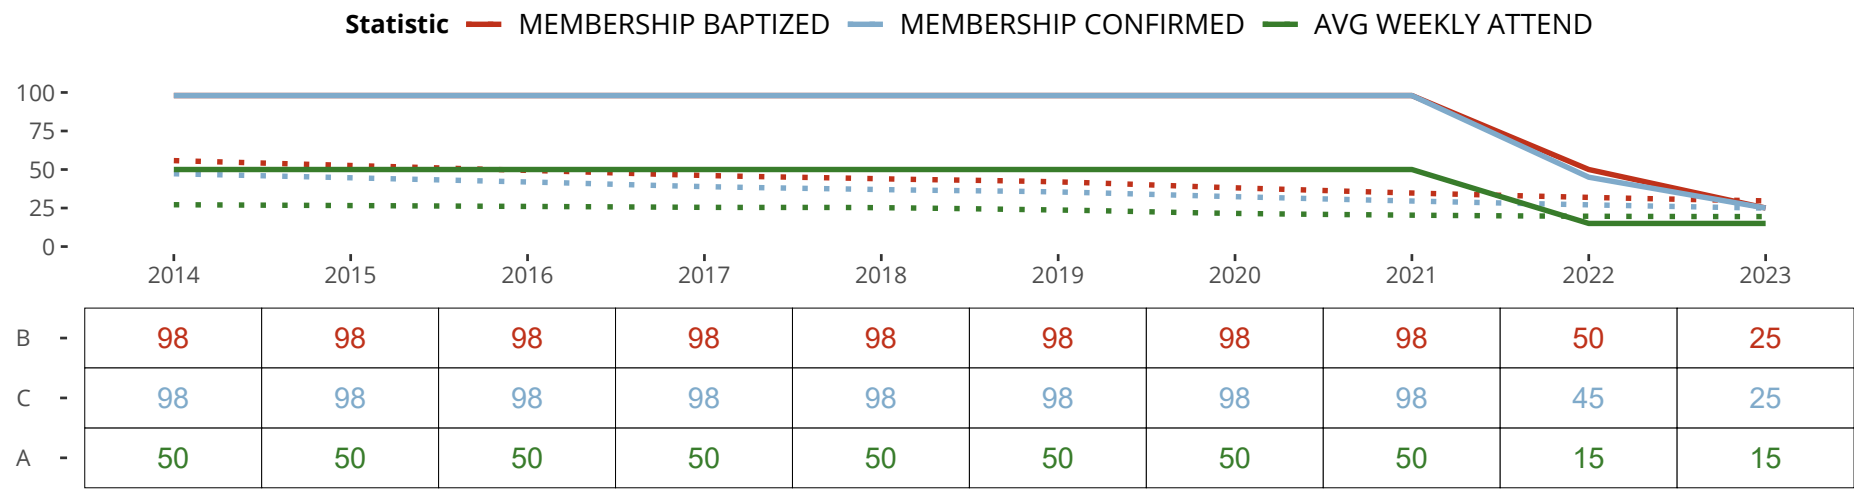 Statistic MEMBERSHIP BAPTIZED MEMBERSHIP CONFIRMED AVG WEEKLY ATTEND
100
75
50
25
0
2014 2015 2016 2017 2018 2019 2020 2021 2022 2023
B 98 98 98 98 98 98 98 98 50 25
C 98 98 98 98 98 98 98 98 45 25
A 50 50 50 50 50 50 50 50 15 15